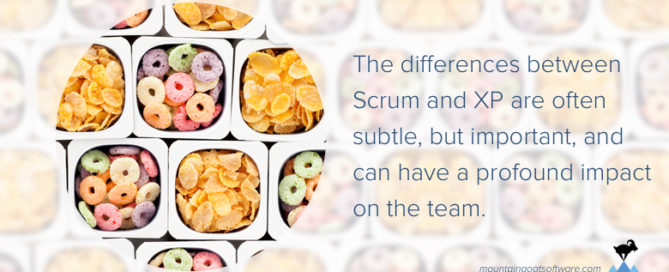 The differences between
Scrum and XP are often
subtle, but important, and
can have a profound impact
on the team.
mountaingoatsoftware.com